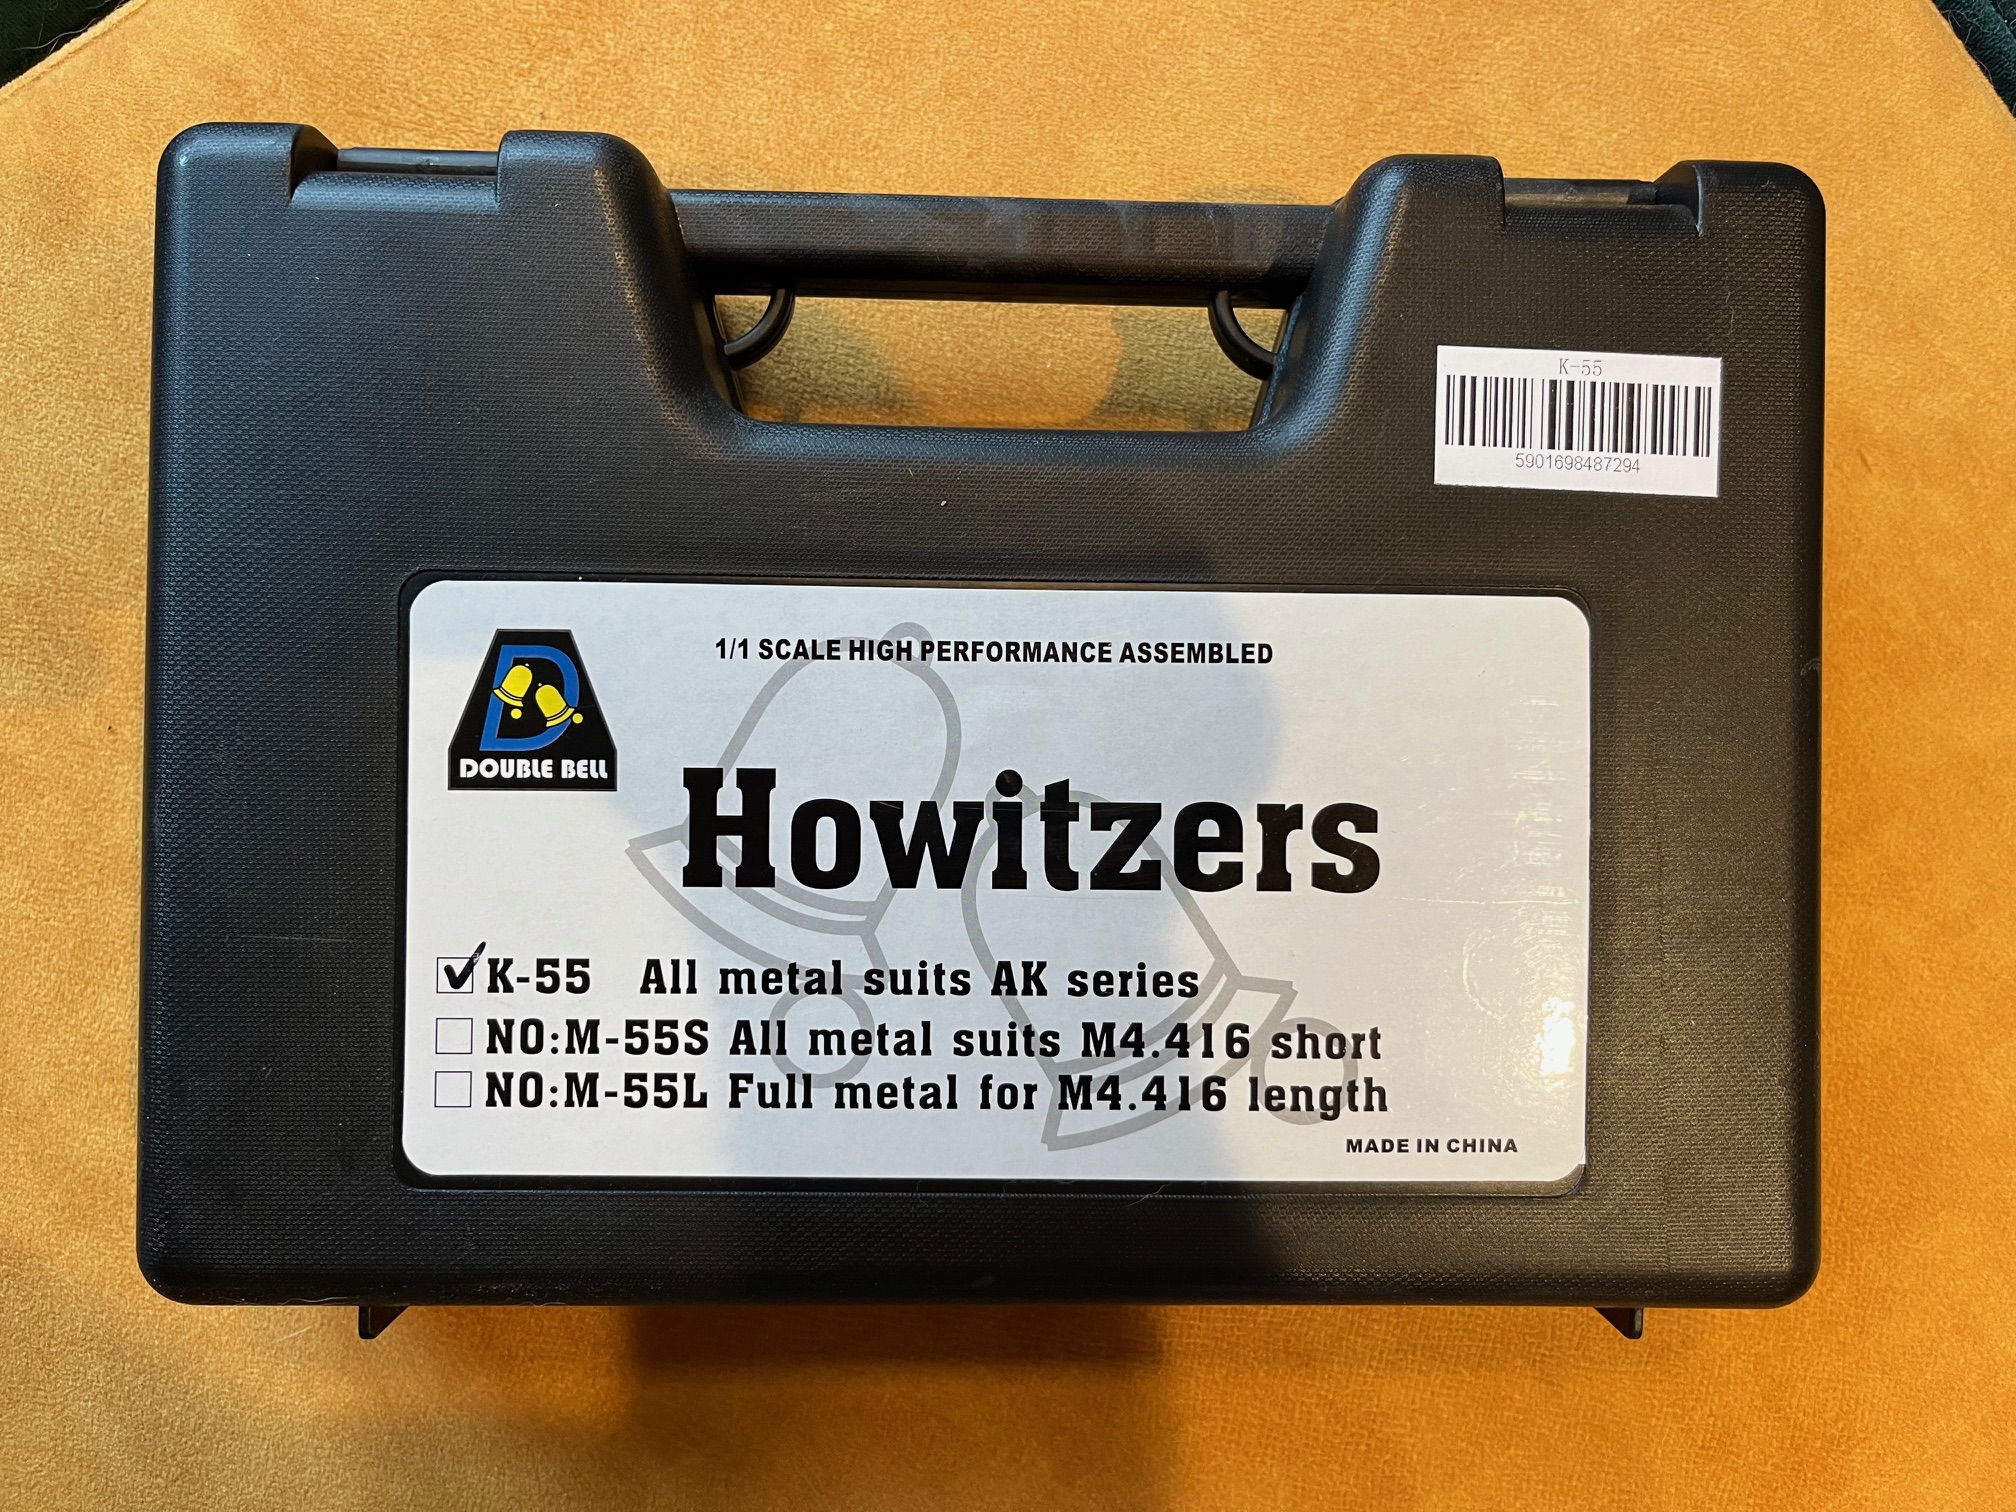 K-55
5901698487294
1/1 SCALE HIGH PERFORMANCE ASSEMBLED
DOUBLE BELL
Howitzers
K-55 All metal suits AK series
NO:M-55S All metal suits M4.416 short
NO:M-55L Full metal for M4.416 length
MADE IN CHINA